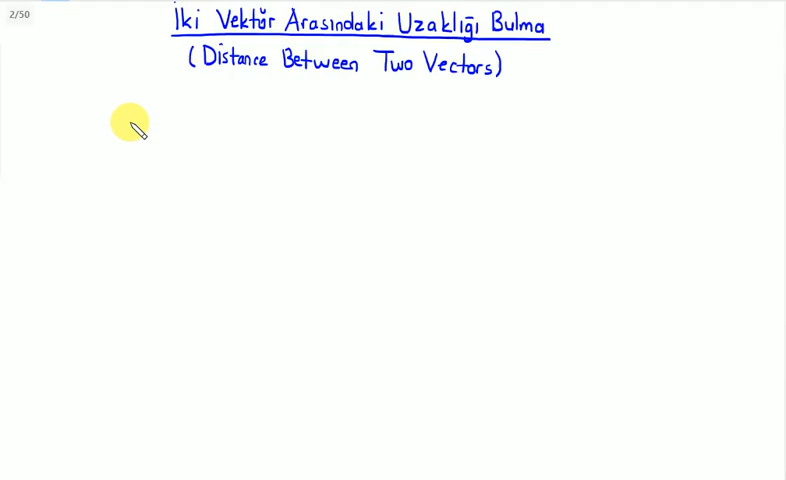 2/50
İki Vektör Arasındaki Uzaklığı Bulma
(Distance Between Two Vectors)